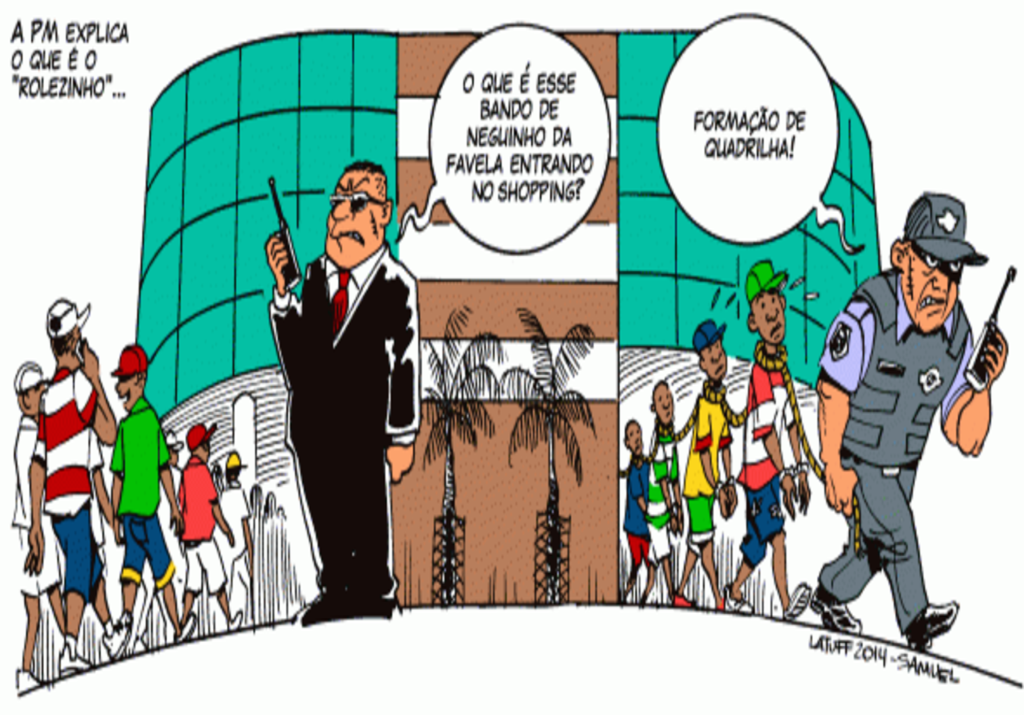 A PM EXPLICA
O QUE É O
"ROLEZINHO"...
O QUE É ESSE
BANDO DE
NEGUINHO DA
FAVELA ENTRANDO
NO SHOPPING?
FORMAÇÃO DE
QUADRILHA!
LATUFF 2014 - SAMUEL